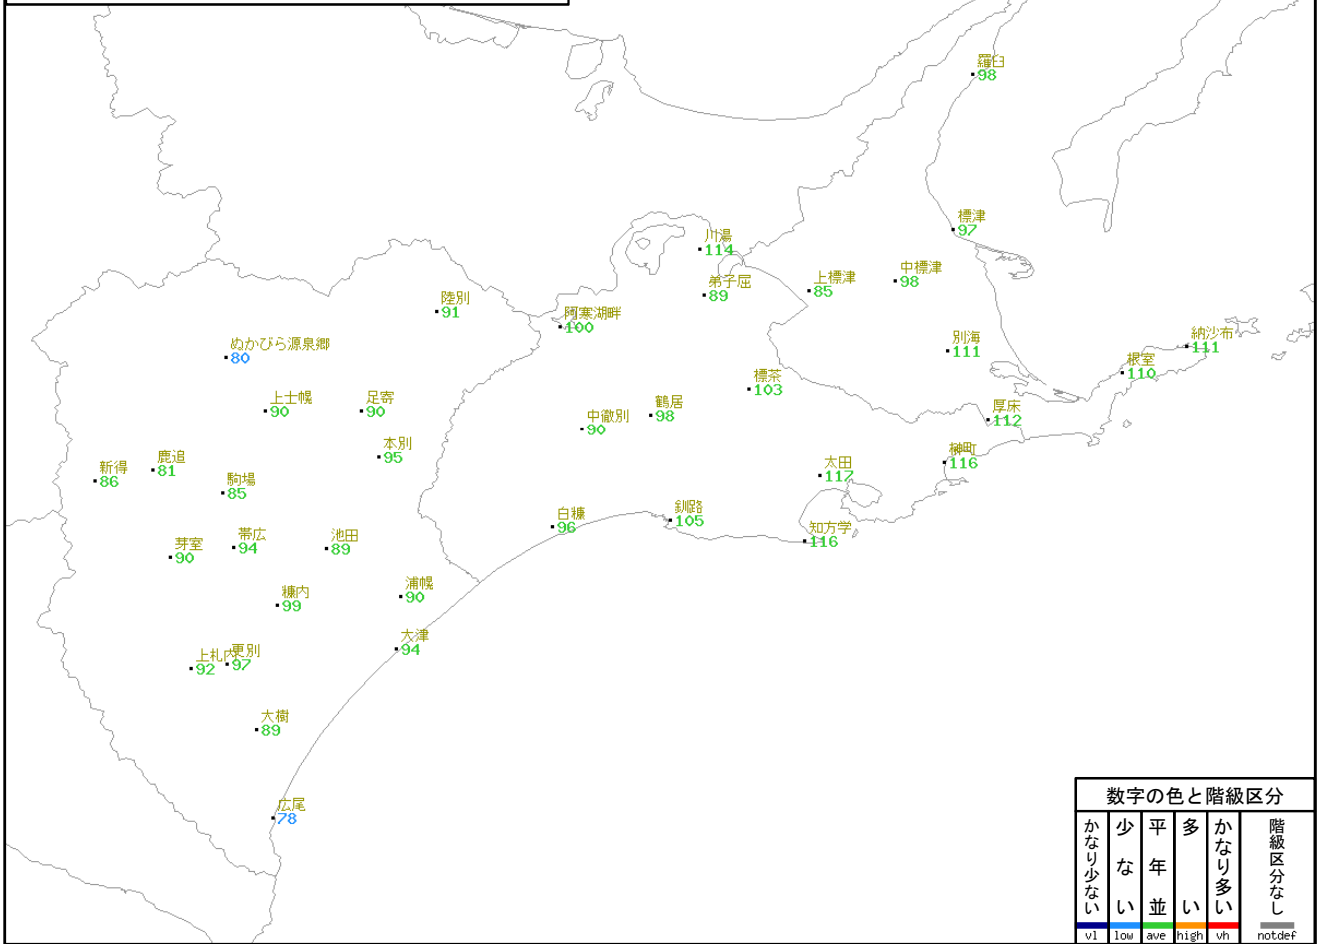 羅臼
98
標津
97
川湯
114
弟子屈
89
上標津
85
中標津
98
陸別
91
阿寒湖畔
100
ぬかびら源泉郷
80
別海
111
納沙布
111
根室
110
標茶
103
上士幌
90
足寄
90
鶴居
98
中徹別
90
厚床
112
本別
95
榊町
116
新得
86
鹿追
81
駒場
85
太田
117
白糠
96
釧路
105
知方学
116
芽室
90
帯広
94
池田
89
糠内
99
浦幌
90
大津
94
上札内
92
更別
97
大樹
89
広尾
78
数字の色と階級区分
かなり少ない
少ない
平年並
多い
かなり多い
階級区分なし
vl low ave high vh notdef